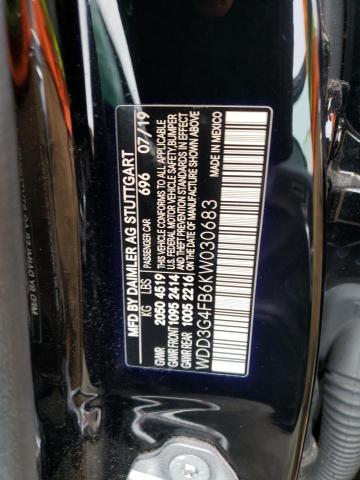 MFD BY DAIMLER AG STUTTGART
KG LBS PASSENGER CAR 696 07/19
GVWR 2050 4519 THIS VEHICLE CONFORMS TO ALL APPLICABLE
GAWR FRONT 1095 2414 U.S. FEDERAL MOTOR VEHICLE SAFETY, BUMPER
GAWR REAR 1005 2216 AND THEFT PREVENTION STANDARDS IN EFFECT
ON THE DATE OF MANUFACTURE SHOWN ABOVE.
WDD3G4FB6KW030683 MADE IN MEXICO